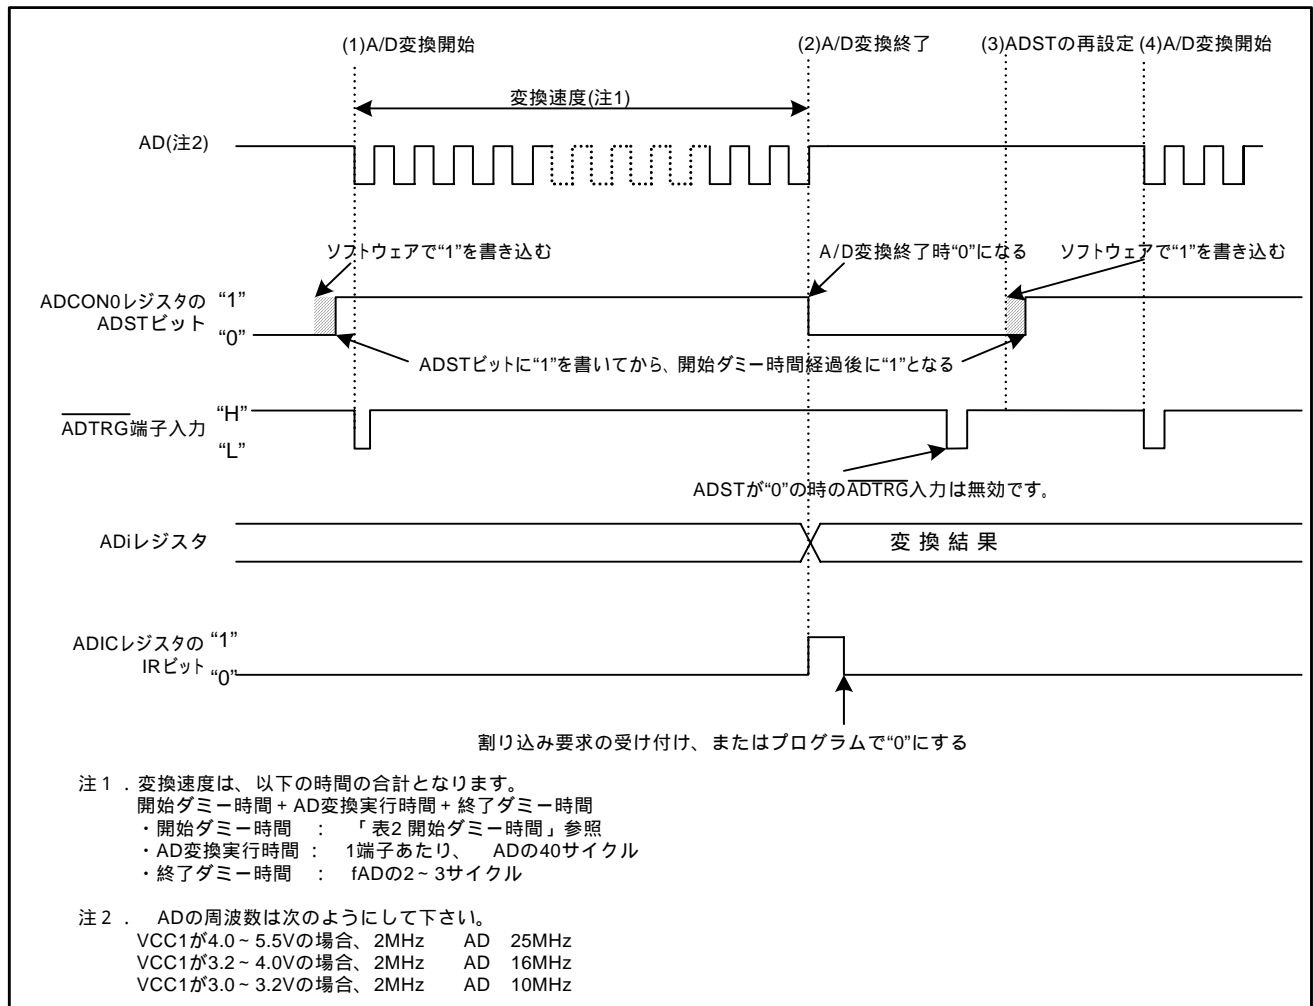 (1)A/D変換開始
(2)A/D変換終了
(3)ADSTの再設定
(4)A/D変換開始
変換速度(注1)
AD(注2)
ソフトウェアで“1”を書き込む
A/D変換終了時“0”になる
ソフトウェアで“1”を書き込む
ADCON0レジスタの “1”
ADSTビット
“0”
ADSTビットに“1”を書いてから、開始ダミー時間経過後に“1”となる
“H”
ADTRG端子入力
“L”
ADSTが“0”の時のADTRG入力は無効です。
ADiレジスタ
変 換 結 果
ADICレジスタの “1”
IRビット “0”
割り込み要求の受け付け、またはプログラムで“0”にする
注１．変換速度は、以下の時間の合計となります。
開始ダミー時間 + AD変換実行時間 + 終了ダミー時間
・開始ダミー時間 ： 「表2 開始ダミー時間」参照
・AD変換実行時間 ： 1端子あたり、 ADの40サイクル
・終了ダミー時間 ： fADの2～3サイクル
注２． ADの周波数は次のようにして下さい。
VCC1が4.0～5.5Vの場合、2MHz AD 25MHz
VCC1が3.2～4.0Vの場合、2MHz AD 16MHz
VCC1が3.0～3.2Vの場合、2MHz AD 10MHz